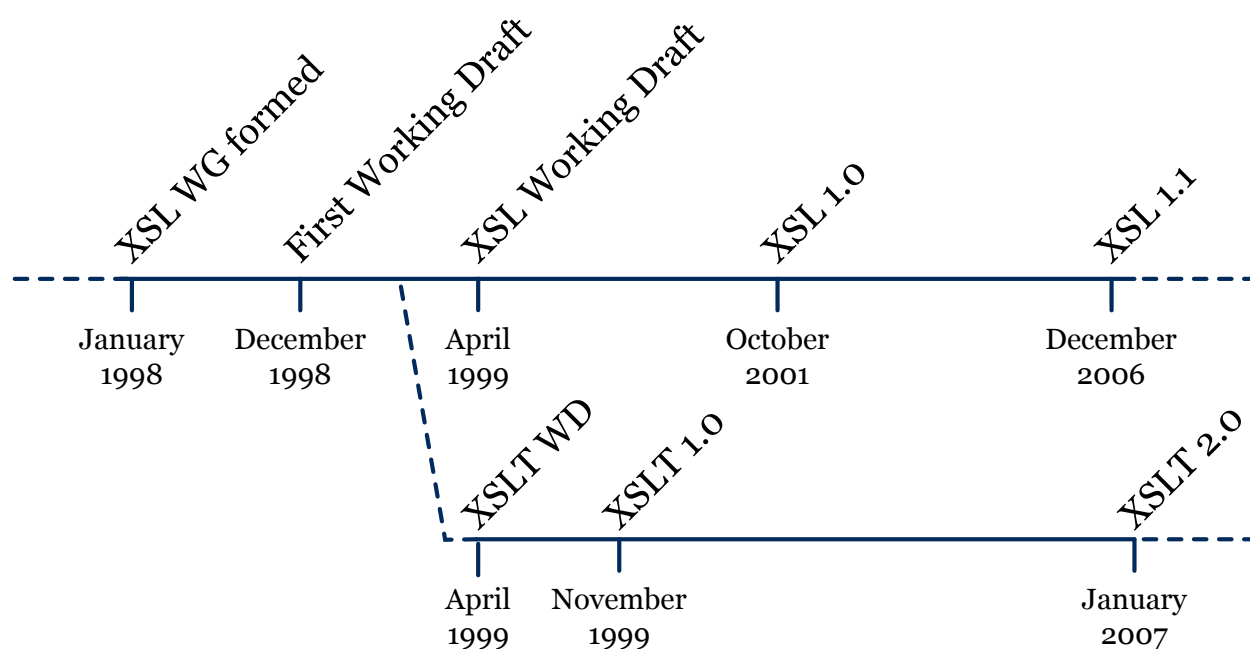 XSL WG formed
First Working Draft
XSL Working Draft
XSL 1.0
XSL 1.1
January
1998
December
1998
April
1999
October
2001
December
2006
XSLT WD
XSLT 1.0
XSLT 2.0
April
1999
November
1999
January
2007